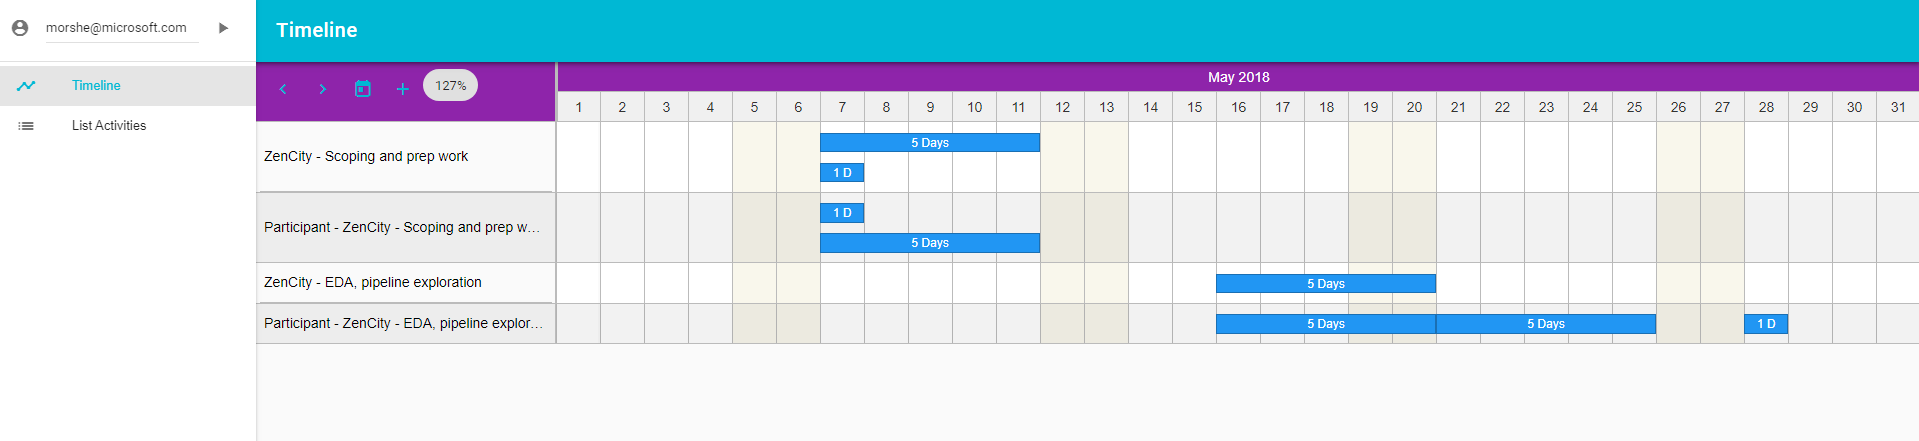 morshe@microsoft.com
Timeline
Timeline
List Activities
127%
May 2018
1 2 3 4 5 6 7 8 9 10 11 12 13 14 15 16 17 18 19 20 21 22 23 24 25 26 27 28 29 30 31
ZenCity - Scoping and prep work
5 Days
1 D
Participant - ZenCity - Scoping and prep w...
1 D
5 Days
ZenCity - EDA, pipeline exploration
5 Days
Participant - ZenCity - EDA, pipeline explor...
5 Days 5 Days 1 D